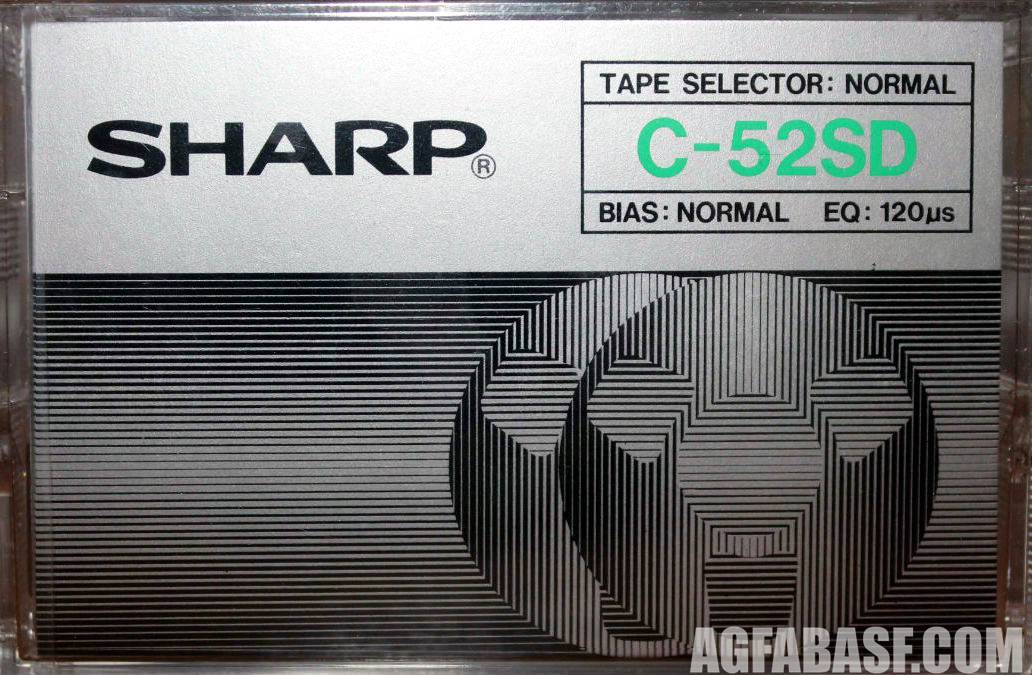 SHARP®
TAPE SELECTOR: NORMAL
C-52SD
BIAS: NORMAL EQ: 120µs
AGFABASF.COM